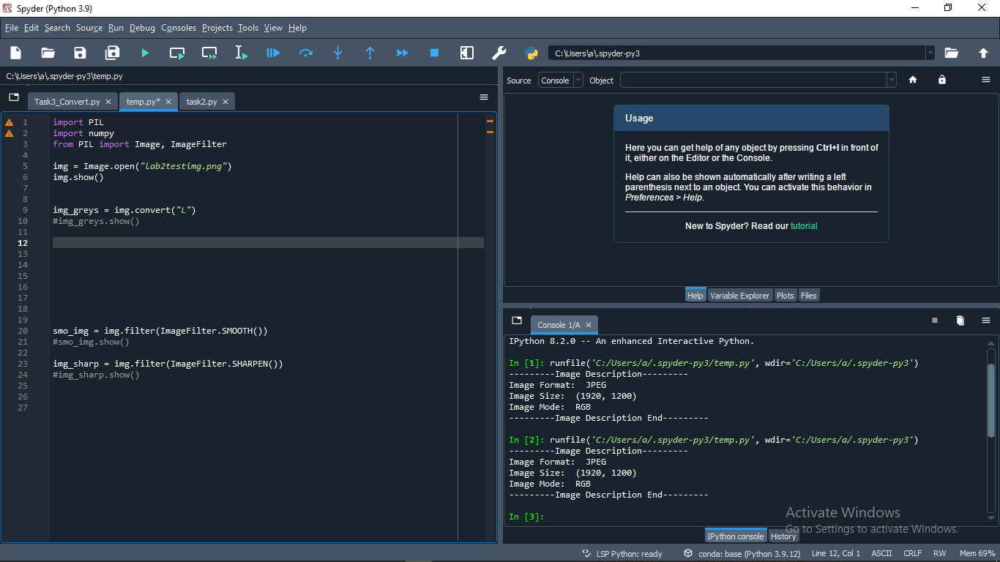 Spyder (Python 3.9)
File Edit Search Source Run Debug Consoles Projects Tools View Help
C:\Users\a\.spyder-py3
C:\Users\a\.spyder-py3\temp.py
Task3_Convert.py
temp.py*
task2.py
1 import PIL
2 import numpy
3 from PIL import Image, ImageFilter
4
5 img = Image.open("lab2testimg.png")
6 img.show()
7
8
9 img_greys = img.convert("L")
10 #img_greys.show()
11
12
13
14
15
16
17
18
19
20 smo_img = img.filter(ImageFilter.SMOOTH())
21 #smo_img.show()
22
23 img_sharp = img.filter(ImageFilter.SHARPEN())
24 #img_sharp.show()
25
26
27
Source Console Object
Usage
Here you can get help of any object by pressing Ctrl+I in front of
it, either on the Editor or the Console.
Help can also be shown automatically after writing a left
parenthesis next to an object. You can activate this behavior in
Preferences > Help.
New to Spyder? Read our tutorial
Help Variable Explorer Plots Files
Console 1/A
IPython 8.2.0 -- An enhanced Interactive Python.
In [1]: runfile('C:/Users/a/.spyder-py3/temp.py', wdir='C:/Users/a/.spyder-py3')
---------Image Description---------
Image Format:  JPEG
Image Size:  (1920, 1200)
Image Mode:  RGB
---------Image Description End---------
In [2]: runfile('C:/Users/a/.spyder-py3/temp.py', wdir='C:/Users/a/.spyder-py3')
---------Image Description---------
Image Format:  JPEG
Image Size:  (1920, 1200)
Image Mode:  RGB
---------Image Description End---------
In [3]:
Activate Windows
Go to Settings to activate Windows.
IPython console History
LSP Python: ready conda: base (Python 3.9.12) Line 12, Col 1 ASCII CRLF RW Mem 69%